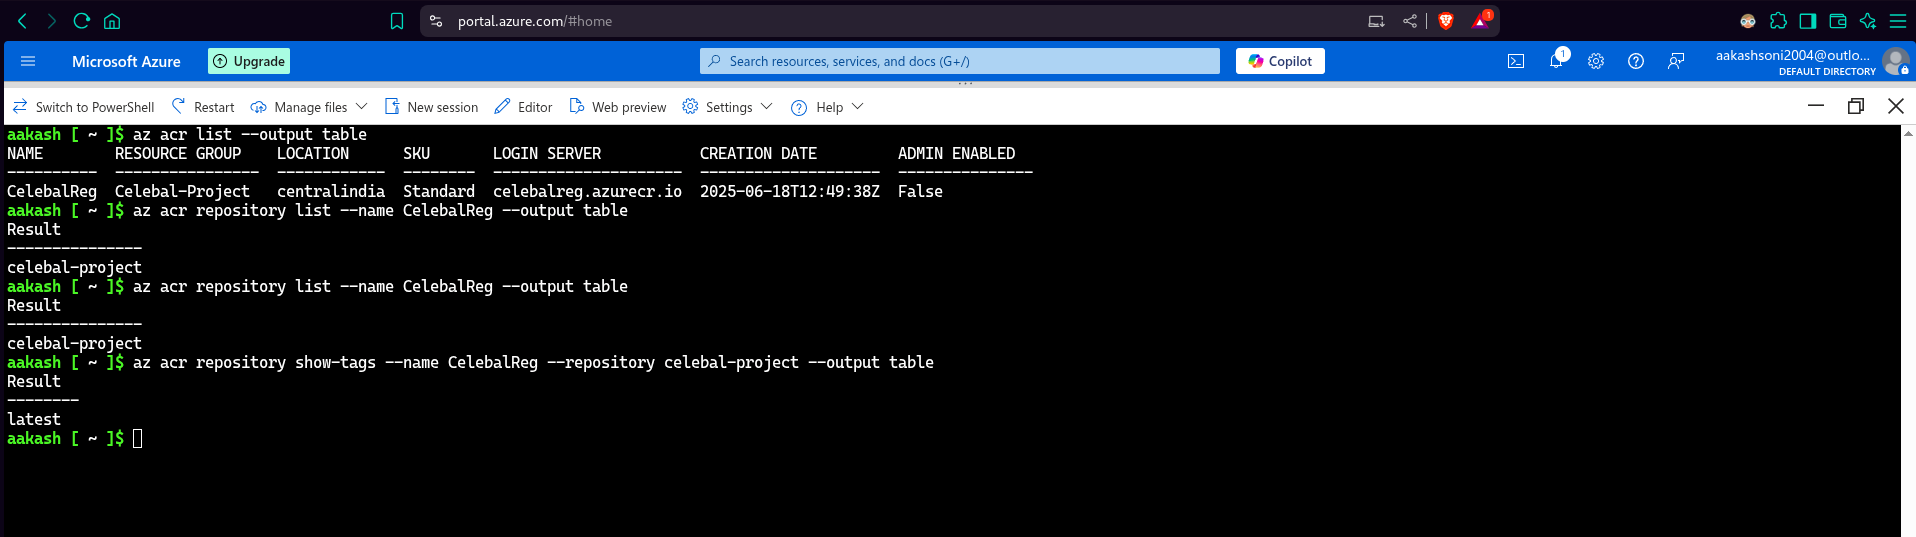 portal.azure.com/#home
1
Microsoft Azure
Upgrade
Search resources, services, and docs (G+/)
Copilot
1
aakashsoni2004@outlo...
DEFAULT DIRECTORY
Switch to PowerShell Restart Manage files New session Editor Web preview Settings Help
aakash [ ~ ]$ az acr list --output table
NAME RESOURCE GROUP LOCATION SKU LOGIN SERVER CREATION DATE ADMIN ENABLED
---------- ---------------- ------------ -------- --------------------- -------------------- ---------------
CelebalReg Celebal-Project centralindia Standard celebalreg.azurecr.io 2025-06-18T12:49:38Z False
aakash [ ~ ]$ az acr repository list --name CelebalReg --output table
Result
---------------
celebal-project
aakash [ ~ ]$ az acr repository list --name CelebalReg --output table
Result
---------------
celebal-project
aakash [ ~ ]$ az acr repository show-tags --name CelebalReg --repository celebal-project --output table
Result
--------
latest
aakash [ ~ ]$